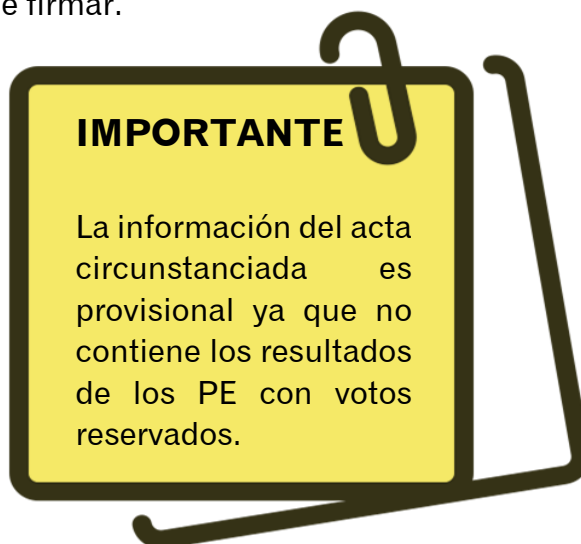 e firmar.
IMPORTANTE
La información del acta
circunstanciada es
provisional ya que no
contiene los resultados
de los PE con votos
reservados.